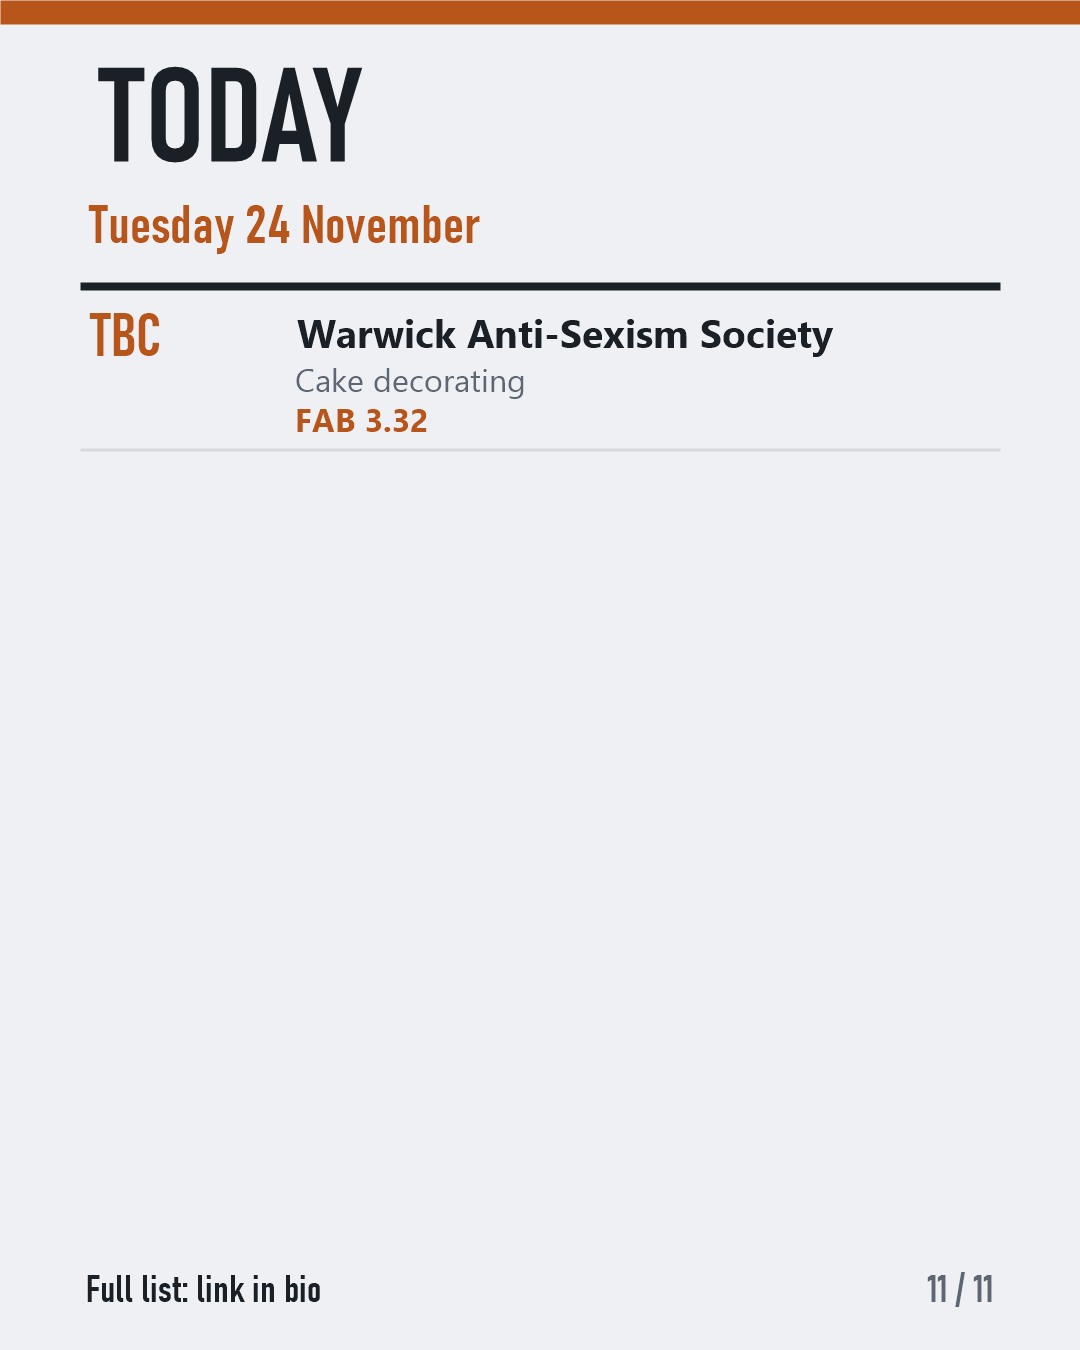 TODAY
Tuesday 24 November
TBC
Warwick Anti-Sexism Society
Cake decorating
FAB 3.32
Full list: link in bio
11 / 11